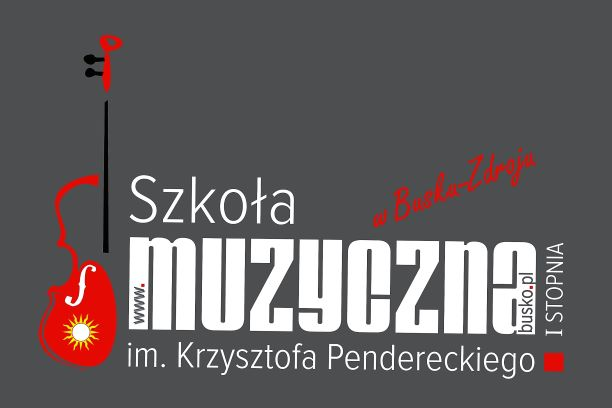 Szkoła
w Busku-Zdroju
www.
muzyczna
busko.pl
I STOPNIA
im. Krzysztofa Pendereckiego